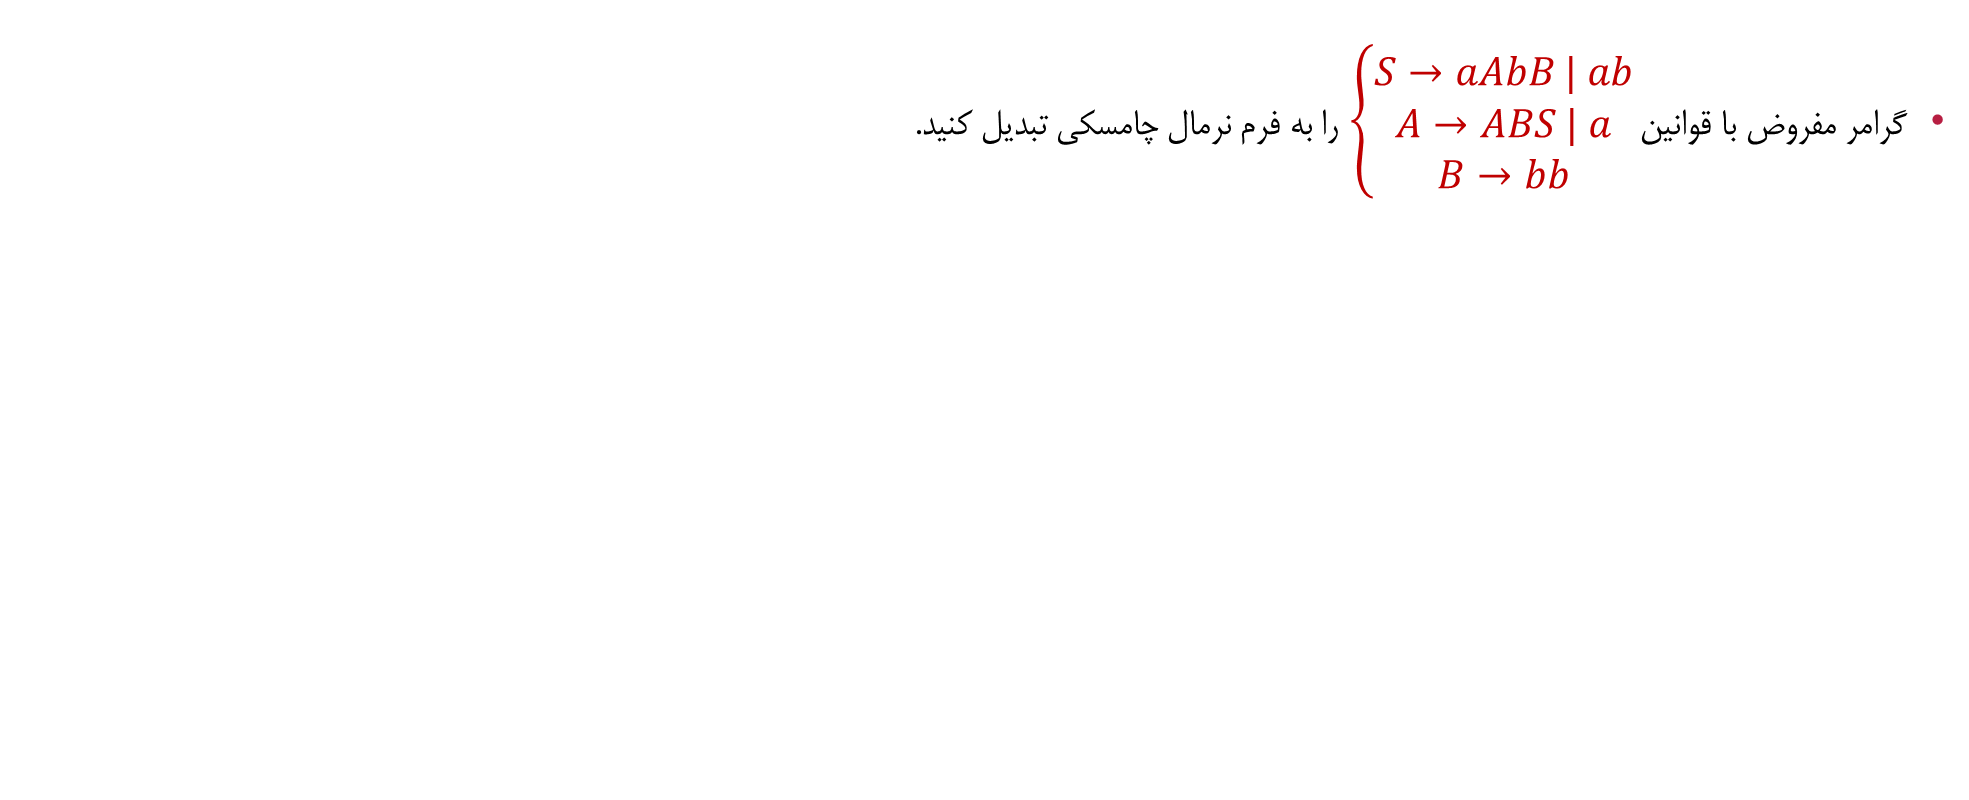 • گرامر مفروض با قوانین { S → aAbB | ab را به فرم نرمال چامسکی تبدیل کنید.
A → ABS | a
B → bb